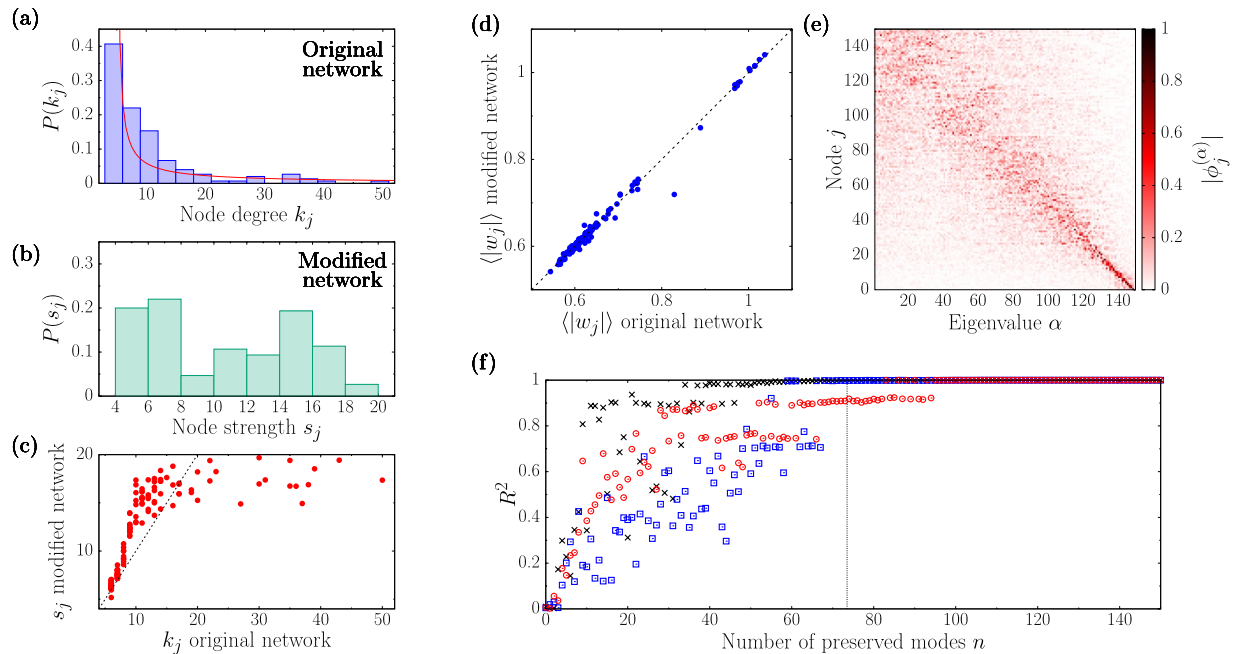 (a)
Original
network
P(k_j)
0.4
0.3
0.2
0.1
0
10 20 30 40 50
Node degree k_j
(b)
Modified
network
P(s_j)
0.3
0.2
0.1
0
4 6 8 10 12 14 16 18 20
Node strength s_j
(c)
s_j modified network
20
10
10 20 30 40 50
k_j original network
(d)
⟨|w_j|⟩ modified network
1
0.8
0.6
0.6 0.8 1
⟨|w_j|⟩ original network
(e)
Node j
140
120
100
80
60
40
20
0
20 40 60 80 100 120 140
Eigenvalue α
1
0.8
0.6
0.4
0.2
0
|ϕ_j^{(α)}|
(f)
R^2
1
0.8
0.6
0.4
0.2
0
0 20 40 60 80 100 120 140
Number of preserved modes n